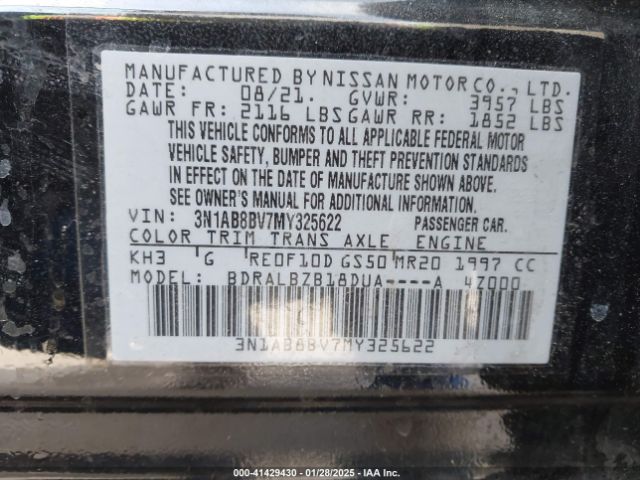 MANUFACTURED BY NISSAN MOTOR CO., LTD.
DATE: 08/21. GVWR: 3957 LBS
GAWR FR: 2116 LBS GAWR RR: 1852 LBS
THIS VEHICLE CONFORMS TO ALL APPLICABLE FEDERAL MOTOR
VEHICLE SAFETY, BUMPER AND THEFT PREVENTION STANDARDS
IN EFFECT ON THE DATE OF MANUFACTURE SHOWN ABOVE.
SEE OWNER'S MANUAL FOR ADDITIONAL INFORMATION.
VIN: 3N1AB8BV7MY325622 PASSENGER CAR.
COLOR TRIM TRANS AXLE ENGINE
KH3 G RE0F10D GS50 MR20 1997 CC
MODEL: BDRALBZB18DUA----A 4Z000
3N1AB8BV7MY325622
000-41429430 - 01/28/2025 - IAA Inc.